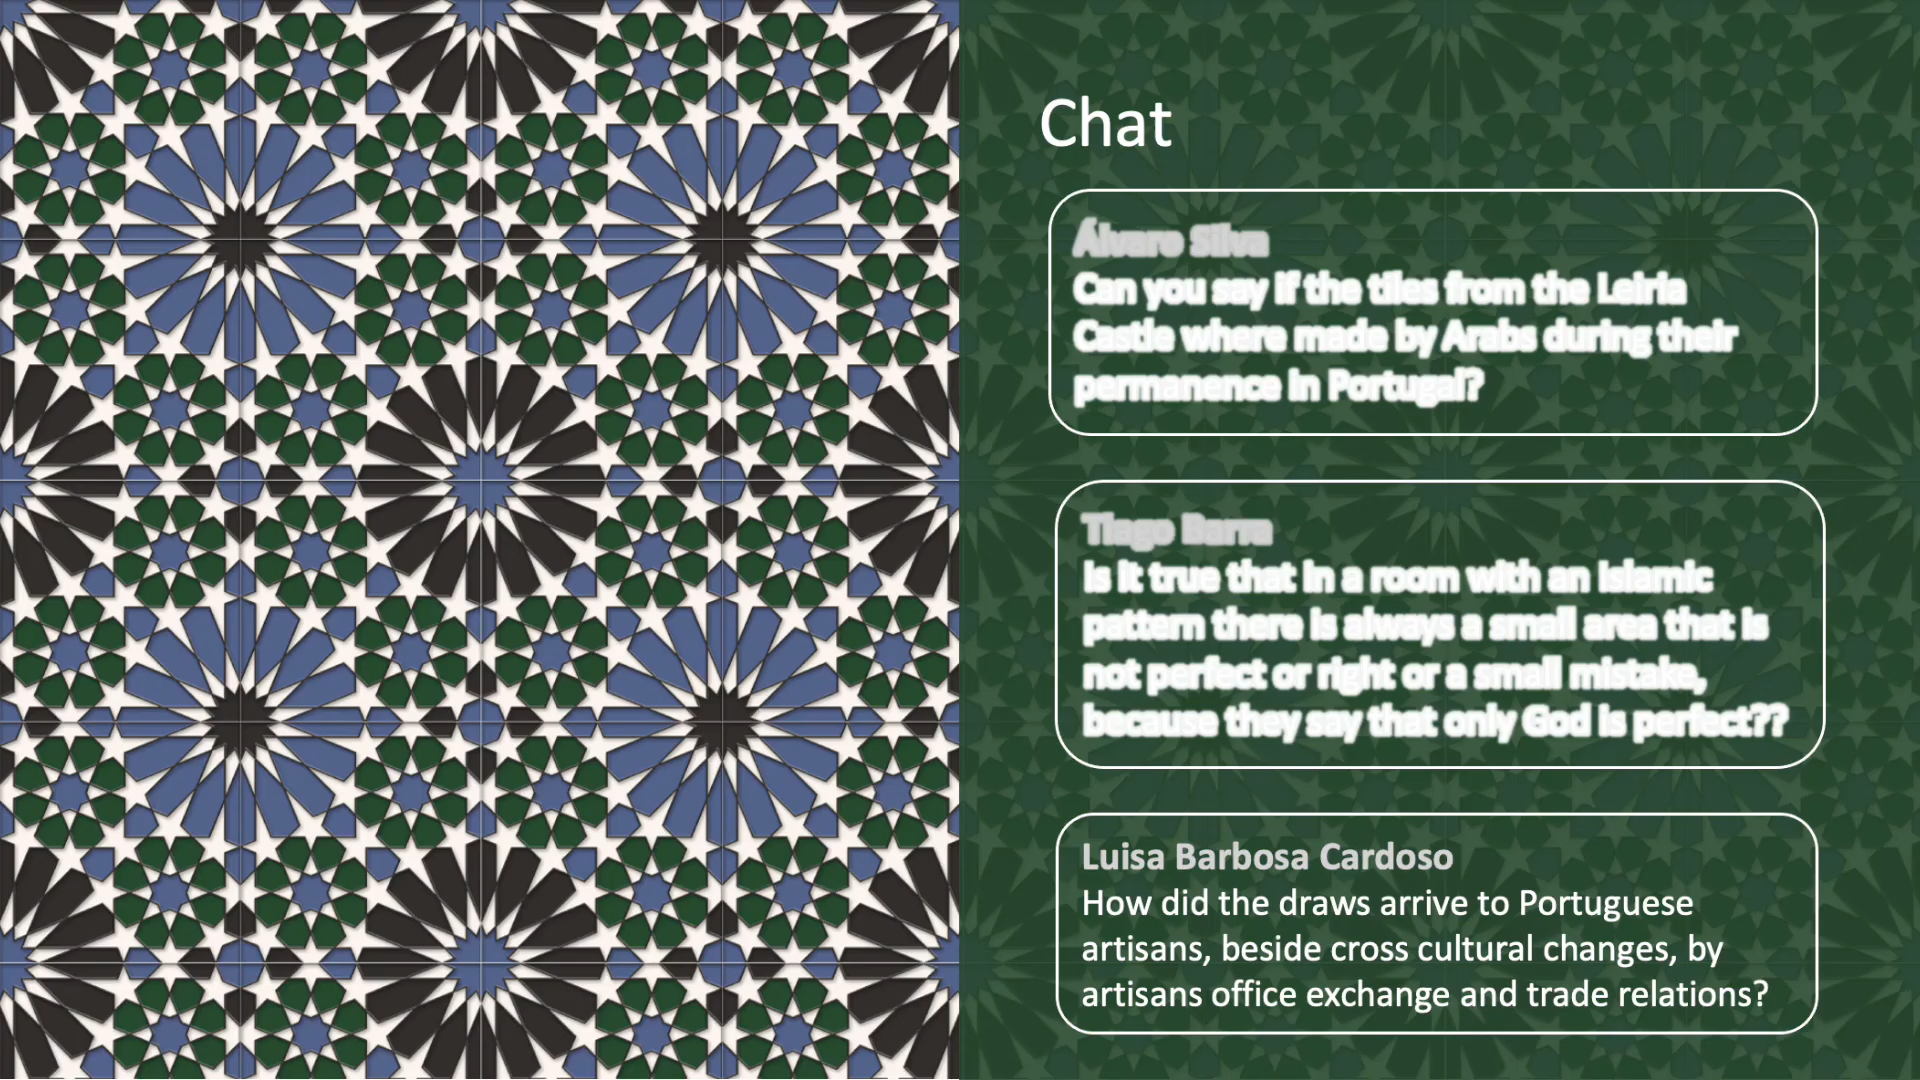 Chat
Álvaro Silva
Can you say if the tiles from the Leiria
Castle where made by Arabs during their
permanence in Portugal?
Tiago Barra
Is it true that in a room with an Islamic
pattern there is always a small area that is
not perfect or right or a small mistake,
because they say that only God is perfect??
Luisa Barbosa Cardoso
How did the draws arrive to Portuguese
artisans, beside cross cultural changes, by
artisans office exchange and trade relations?